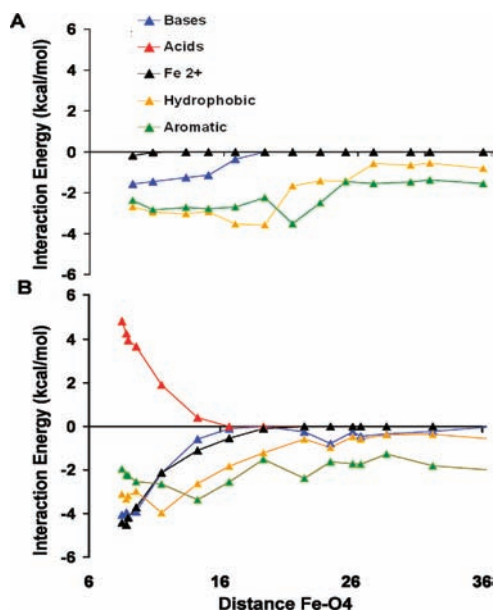 A
Bases
Acids
Fe 2+
Hydrophobic
Aromatic
Interaction Energy (kcal/mol)
6
4
2
0
-2
-4
-6
B
Interaction Energy (kcal/mol)
6
4
2
0
-2
-4
-6
6 16 26 36
Distance Fe-O4